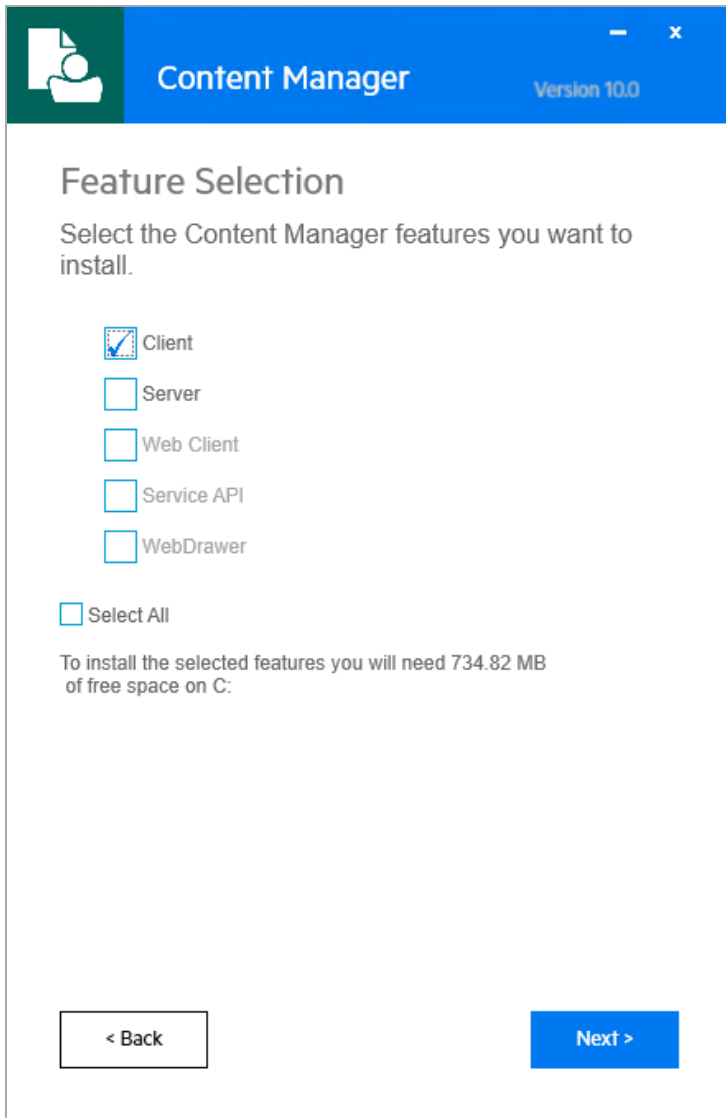 Content Manager
Version 10.0
Feature Selection
Select the Content Manager features you want to
install.
Client
Server
Web Client
Service API
WebDrawer
Select All
To install the selected features you will need 734.82 MB
of free space on C:
< Back
Next >